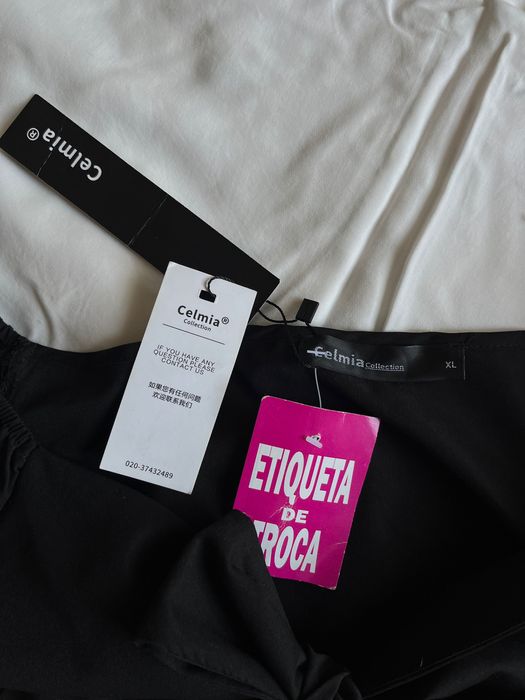 Celmia®
Celmia®
Collection
IF YOU HAVE ANY
QUESTION PLEASE
CONTACT US
如果您有任何问题
欢迎联系我们
020-37432489
Celmia Collection XL
ETIQUETA
DE
TROCA